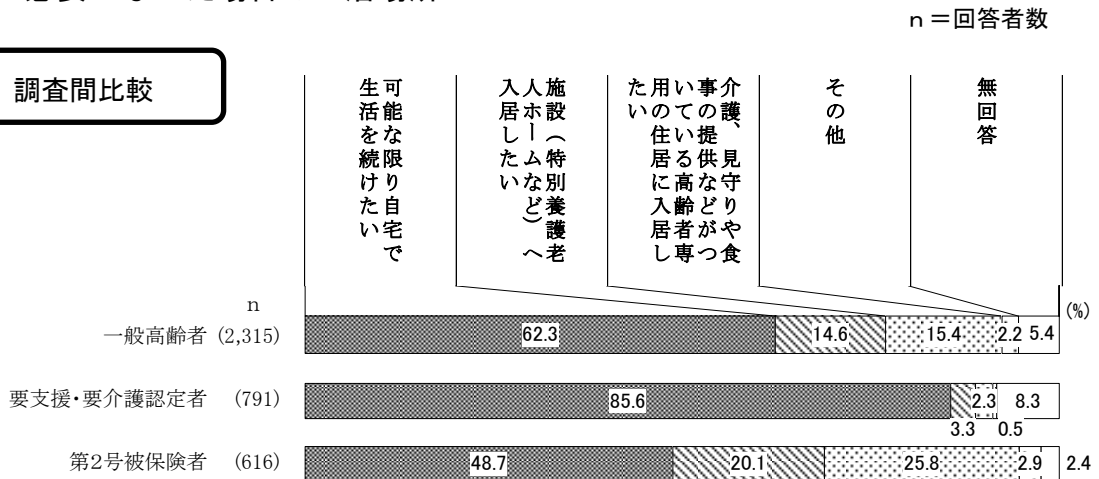 n＝回答者数
調査間比較
可能な限り自宅で
生活を続けたい
施設（特別養護老
人ホームなど）へ
入居したい
介護、見守りや食
事の提供などがつ
いている高齢者専
用の住居に入居し
たい
その他
無回答
n
(%)
一般高齢者 (2,315) 62.3 14.6 15.4 2.2 5.4
要支援・要介護認定者 (791) 85.6 2.3 8.3
3.3 0.5
第2号被保険者 (616) 48.7 20.1 25.8 2.9 2.4